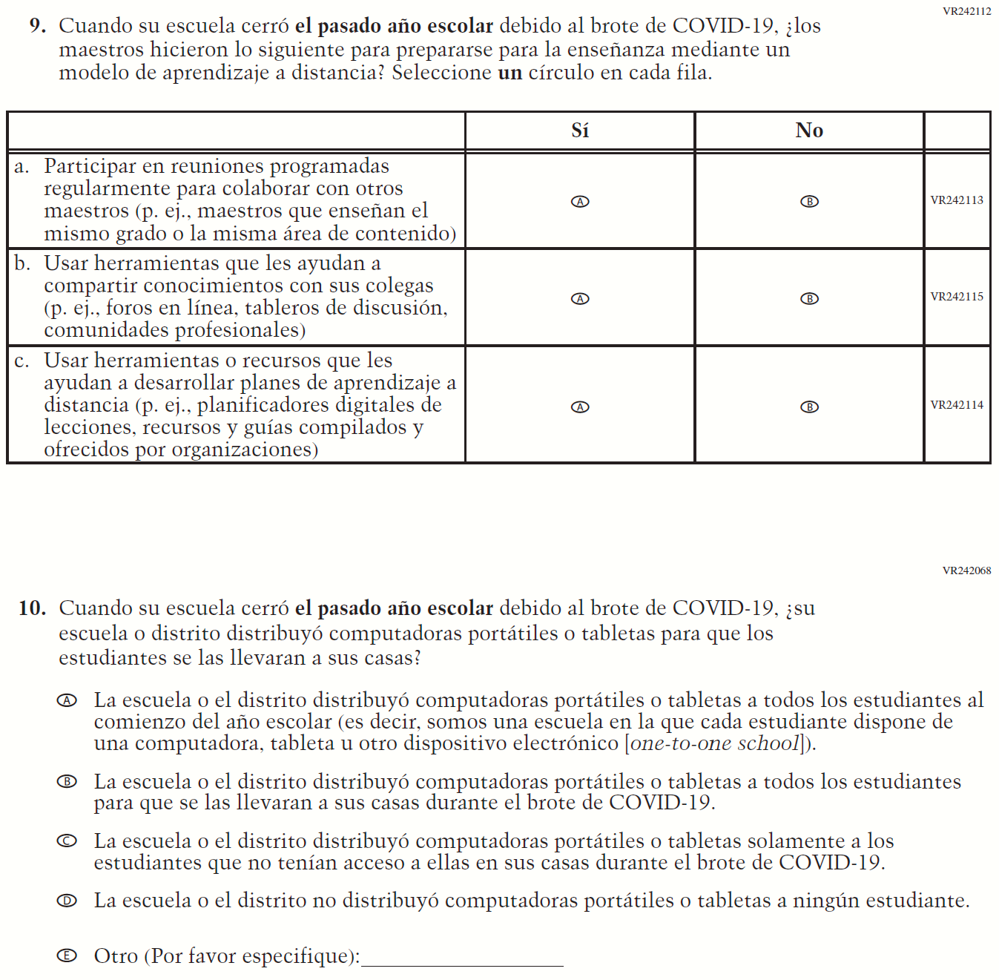 VR242112
9. Cuando su escuela cerró el pasado año escolar debido al brote de COVID-19, ¿los
maestros hicieron lo siguiente para prepararse para la enseñanza mediante un
modelo de aprendizaje a distancia? Seleccione un círculo en cada fila.
Sí No
a. Participar en reuniones programadas
regularmente para colaborar con otros
maestros (p. ej., maestros que enseñan el
mismo grado o la misma área de contenido)
A B VR242113
b. Usar herramientas que les ayudan a
compartir conocimientos con sus colegas
(p. ej., foros en línea, tableros de discusión,
comunidades profesionales)
A B VR242115
c. Usar herramientas o recursos que les
ayudan a desarrollar planes de aprendizaje a
distancia (p. ej., planificadores digitales de
lecciones, recursos y guías compilados y
ofrecidos por organizaciones)
A B VR242114
VR242068
10. Cuando su escuela cerró el pasado año escolar debido al brote de COVID-19, ¿su
escuela o distrito distribuyó computadoras portátiles o tabletas para que los
estudiantes se las llevaran a sus casas?
A La escuela o el distrito distribuyó computadoras portátiles o tabletas a todos los estudiantes al
comienzo del año escolar (es decir, somos una escuela en la que cada estudiante dispone de
una computadora, tableta u otro dispositivo electrónico [one-to-one school]).
B La escuela o el distrito distribuyó computadoras portátiles o tabletas a todos los estudiantes
para que se las llevaran a sus casas durante el brote de COVID-19.
C La escuela o el distrito distribuyó computadoras portátiles o tabletas solamente a los
estudiantes que no tenían acceso a ellas en sus casas durante el brote de COVID-19.
D La escuela o el distrito no distribuyó computadoras portátiles o tabletas a ningún estudiante.
E Otro (Por favor especifique):